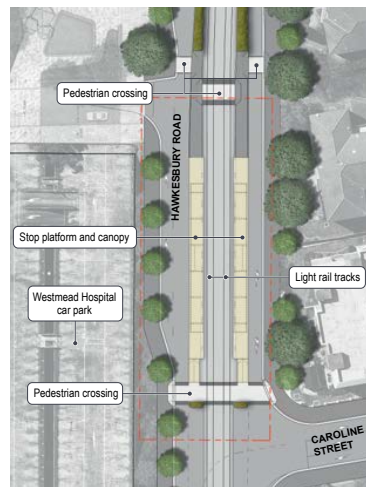 Pedestrian crossing
HAWKESBURY ROAD
Stop platform and canopy
Light rail tracks
Westmead Hospital
car park
Pedestrian crossing
CAROLINE
STREET